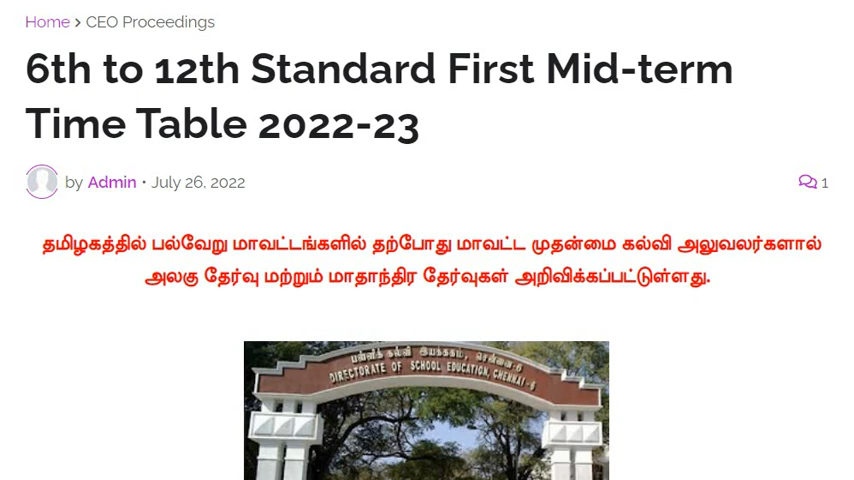 Home > CEO Proceedings
6th to 12th Standard First Mid-term
Time Table 2022-23
by Admin • July 26, 2022
1
தமிழகத்தில் பல்வேறு மாவட்டங்களில் தற்போது மாவட்ட முதன்மை கல்வி அலுவலர்களால்
அலகு தேர்வு மற்றும் மாதாந்திர தேர்வுகள் அறிவிக்கப்பட்டுள்ளது.
பள்ளிக் கல்வி இயக்ககம், சென்னை-6
DIRECTORATE OF SCHOOL EDUCATION, CHENNAI-6